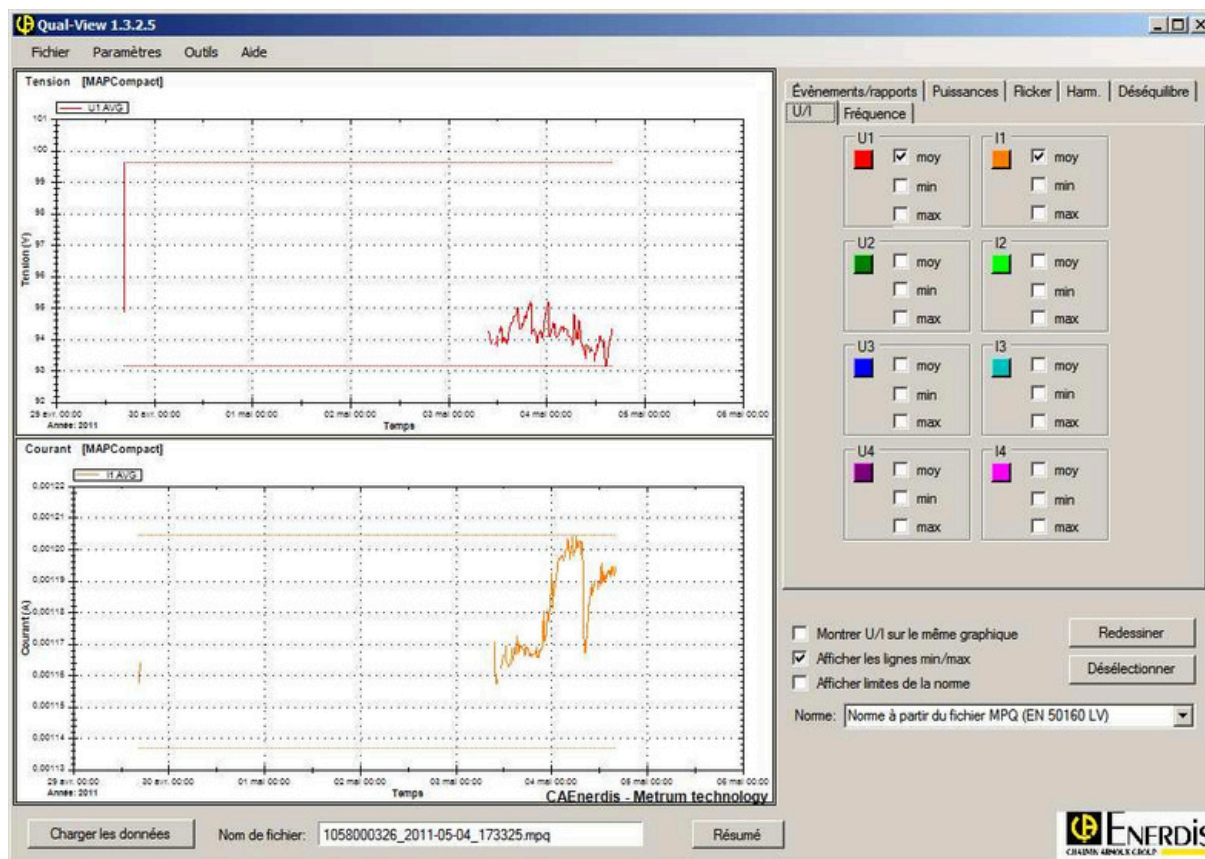 Qual-View 1.3.2.5
Fichier Paramètres Outils Aide
Tension [MAPCompact]
U1 AVG
101
100
99
98
97
96
95
94
93
92
Tension (V)
29 avr. 00:00 30 avr. 00:00 01 mai 00:00 02 mai 00:00 03 mai 00:00 04 mai 00:00 05 mai 00:00 06 mai 00:00
Année: 2011
Temps
Courant [MAPCompact]
I1 AVG
0.00122
0.00121
0.00120
0.00119
0.00118
0.00117
0.00116
0.00115
0.00114
0.00113
Courant (A)
29 avr. 00:00 30 avr. 00:00 01 mai 00:00 02 mai 00:00 03 mai 00:00 04 mai 00:00 05 mai 00:00 06 mai 00:00
Année: 2011
Temps
CAEnerdis - Metrum technology
Évènements/rapports Puissances Flicker Harm. Déséquilibre
U/I Fréquence
U1 I1
moy moy
min min
max max
U2 I2
moy moy
min min
max max
U3 I3
moy moy
min min
max max
U4 I4
moy moy
min min
max max
Montrer U/I sur le même graphique
Afficher les lignes min/max
Afficher limites de la norme
Redessiner
Désélectionner
Norme: Norme à partir du fichier MPQ (EN 50160 LV)
Charger les données Nom de fichier: 1058000326_2011-05-04_173325.mpq Résumé
ENERDIS
CHAUVIN ARNOUX GROUP